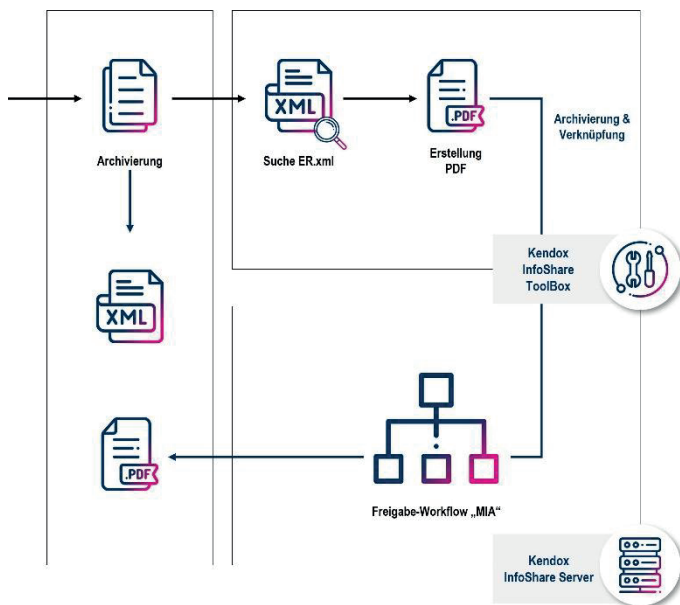 XML
.PDF
Archivierung &
Verknüpfung
Archivierung
Suche ER.xml
Erstellung
PDF
Kendox
InfoShare
ToolBox
XML
.PDF
Freigabe-Workflow „MIA“
Kendox
InfoShare Server